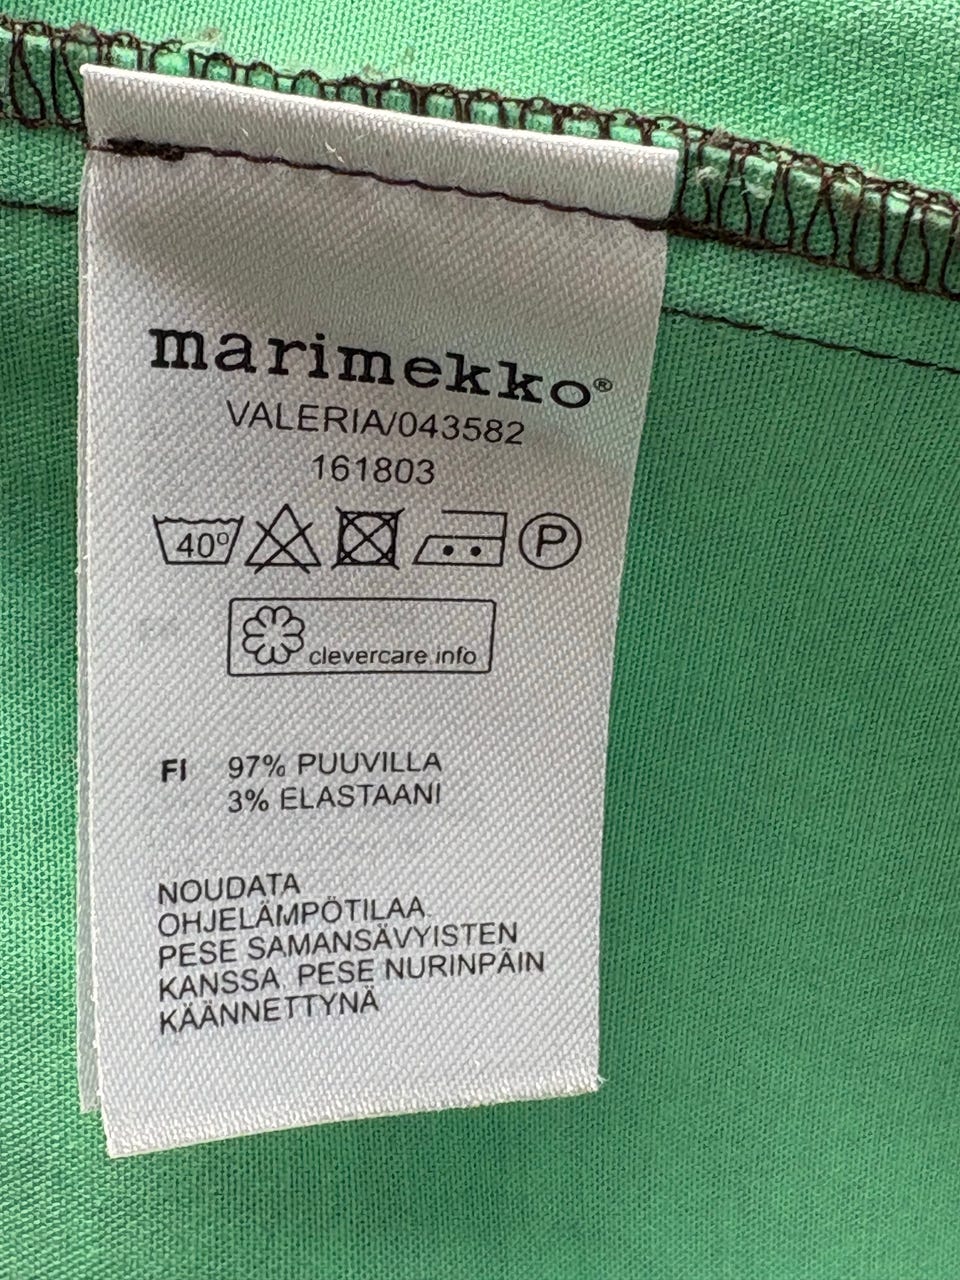 marimekko®
VALERIA/043582
161803
40° P
clevercare.info
FI 97% PUUVILLA
3% ELASTAANI
NOUDATA
OHJELÄMPÖTILAA.
PESE SAMANSÄVYISTEN
KANSSA. PESE NURINPÄIN
KÄÄNNETTYNÄ